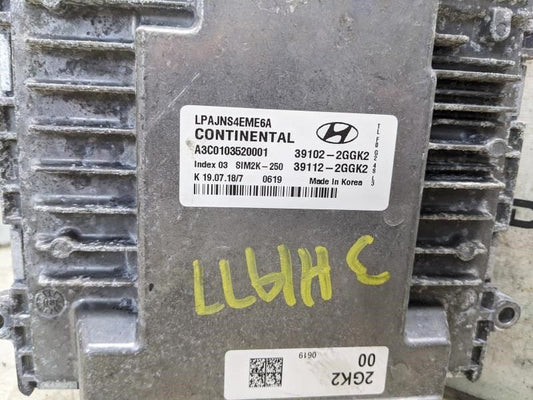 LPAJNS4EME6A
CONTINENTAL
A3C0103520001 39102-2GGK2
Index 03 SIM2K-250 39112-2GGK2
K 19.07.18/7 0619 Made in Korea
3H1977
0619
2GK2
00